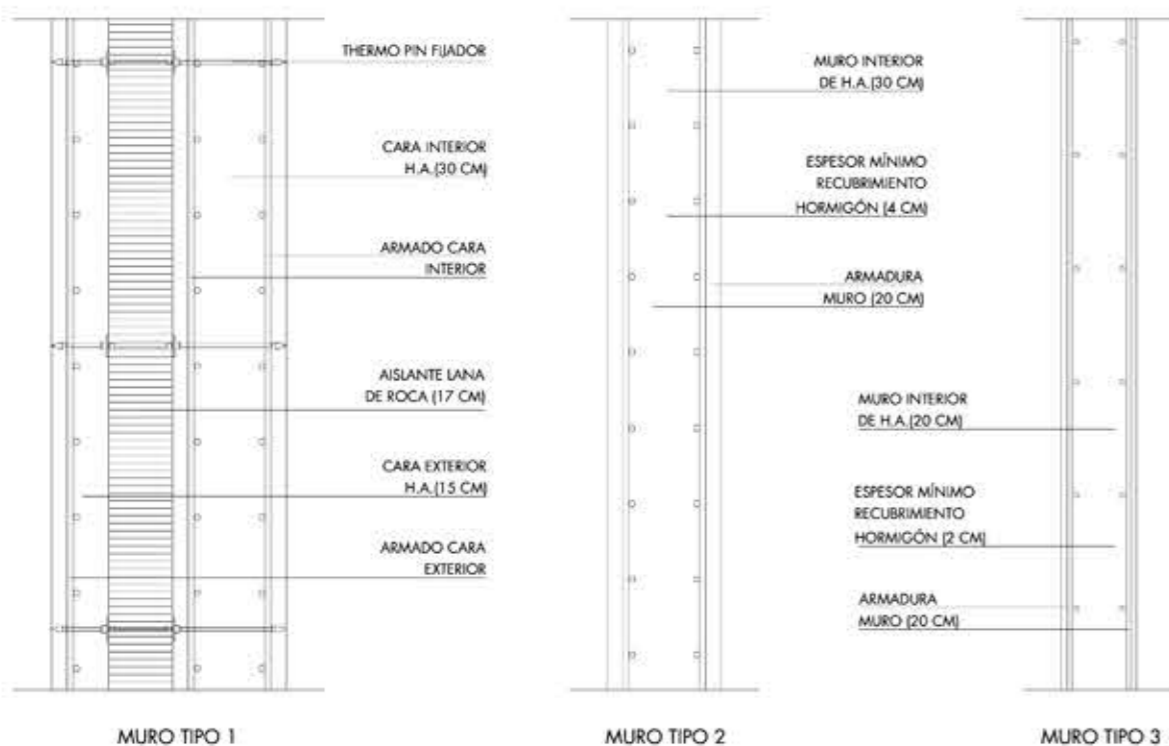 THERMO PIN FIJADOR
CARA INTERIOR
H.A.(30 CM)
ARMADO CARA
INTERIOR
AISLANTE LANA
DE ROCA (17 CM)
CARA EXTERIOR
H.A.(15 CM)
ARMADO CARA
EXTERIOR
MURO TIPO 1
MURO INTERIOR
DE H.A.(30 CM)
ESPESOR MÍNIMO
RECUBRIMIENTO
HORMIGÓN (4 CM)
ARMADURA
MURO (20 CM)
MURO TIPO 2
MURO INTERIOR
DE H.A.(20 CM)
ESPESOR MÍNIMO
RECUBRIMIENTO
HORMIGÓN (2 CM)
ARMADURA
MURO (20 CM)
MURO TIPO 3